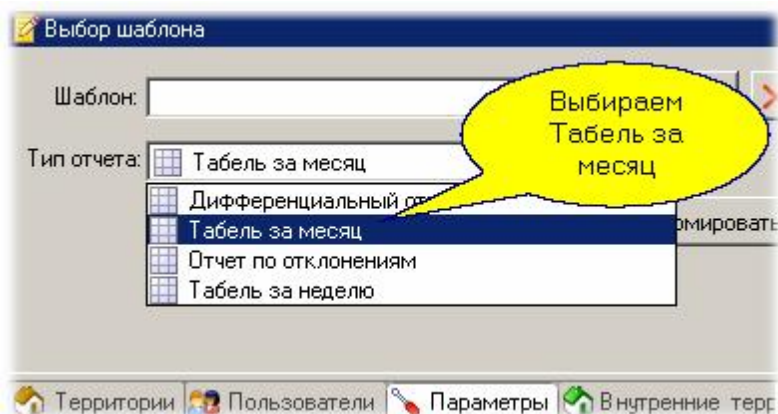 Выбор шаблона
Шаблон:
Выбираем
Табель за
месяц
Тип отчета: Табель за месяц
Дифференциальный
Табель за месяц
Отчет по отклонениям
Табель за неделю
Территории Пользователи Параметры Внутренние